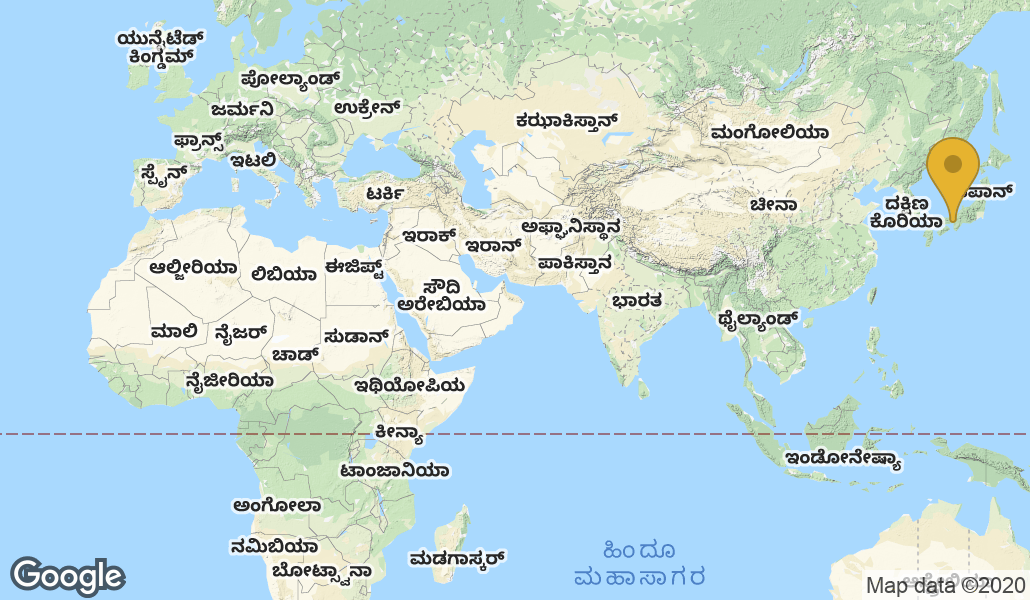 ಯುನೈಟೆಡ್
ಕಿಂಗ್ಡಮ್
ಪೋಲ್ಯಾಂಡ್
ಜರ್ಮನಿ
ಉಕ್ರೇನ್
ಕಝಾಕಿಸ್ತಾನ್
ಮಂಗೋಲಿಯಾ
ಫ್ರಾನ್ಸ್
ಇಟಲಿ
ಸ್ಪೈನ್
ಟರ್ಕಿ
ಚೀನಾ
ದಕ್ಷಿಣ
ಕೊರಿಯಾ
ಇರಾಕ್
ಇರಾನ್
ಅಫ್ಘಾನಿಸ್ಥಾನ
ಪಾಕಿಸ್ತಾನ
ಆಲ್ಜೀರಿಯಾ
ಲಿಬಿಯಾ
ಈಜಿಪ್ಟ್
ಸೌದಿ
ಅರೇಬಿಯಾ
ಭಾರತ
ಥೈಲ್ಯಾಂಡ್
ಮಾಲಿ
ನೈಜರ್
ಚಾಡ್
ಸುಡಾನ್
ನೈಜೀರಿಯಾ
ಇಥಿಯೋಪಿಯ
ಕೀನ್ಯಾ
ಟಾಂಜಾನಿಯಾ
ಇಂಡೋನೇಷ್ಯಾ
ಅಂಗೋಲಾ
ನಮಿಬಿಯಾ
ಬೋಟ್ಸ್ವಾನಾ
ಮಡಗಾಸ್ಕರ್
ಹಿಂದೂ
ಮಹಾಸಾಗರ
Google
Map data ©2020